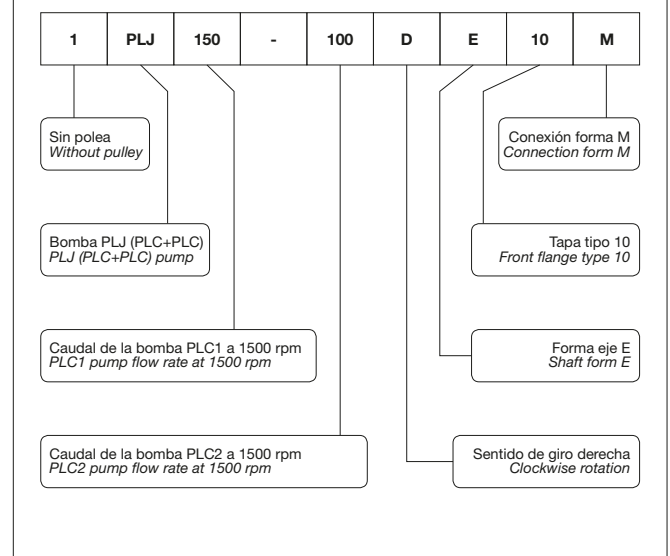 1 PLJ 150 - 100 D E 10 M
Sin polea
Without pulley
Conexión forma M
Connection form M
Bomba PLJ (PLC+PLC)
PLJ (PLC+PLC) pump
Tapa tipo 10
Front flange type 10
Caudal de la bomba PLC1 a 1500 rpm
PLC1 pump flow rate at 1500 rpm
Forma eje E
Shaft form E
Caudal de la bomba PLC2 a 1500 rpm
PLC2 pump flow rate at 1500 rpm
Sentido de giro derecha
Clockwise rotation